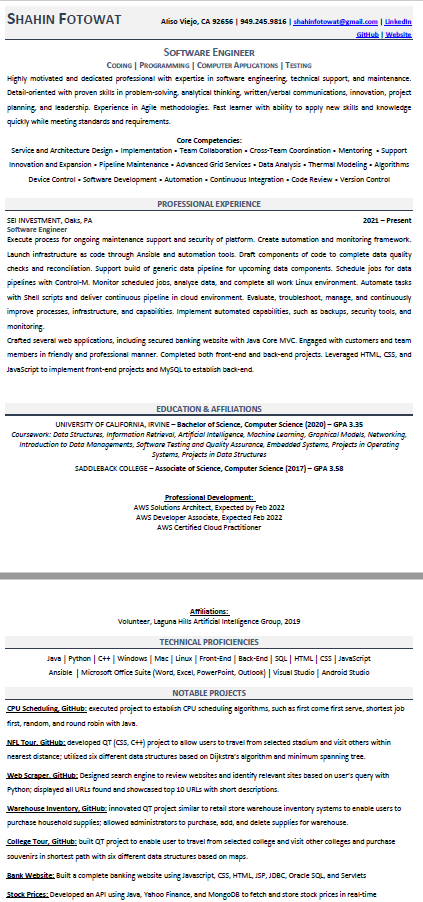 SHAHIN FOTOWAT
Aliso Viejo, CA 92656 | 949.245.9816 | shahinfotowat@gmail.com | LinkedIn
GitHub | Website
SOFTWARE ENGINEER
CODING | PROGRAMMING | COMPUTER APPLICATIONS | TESTING
Highly motivated and dedicated professional with expertise in software engineering, technical support, and maintenance.
Detail-oriented with proven skills in problem-solving, analytical thinking, written/verbal communications, innovation, project
planning, and leadership. Experience in Agile methodologies. Fast learner with ability to apply new skills and knowledge
quickly while meeting standards and requirements.
Core Competencies:
Service and Architecture Design • Implementation • Team Collaboration • Cross-Team Coordination • Mentoring • Support
Innovation and Expansion • Pipeline Maintenance • Advanced Grid Services • Data Analysis • Thermal Modeling • Algorithms
Device Control • Software Development • Automation • Continuous Integration • Code Review • Version Control
PROFESSIONAL EXPERIENCE
SEI INVESTMENT, Oaks, PA 2021 – Present
Software Engineer
Execute process for ongoing maintenance support and security of platform. Create automation and monitoring framework.
Launch infrastructure as code through Ansible and automation tools. Draft components of code to complete data quality
checks and reconciliation. Support build of generic data pipeline for upcoming data components. Schedule jobs for data
pipelines with Control-M. Monitor scheduled jobs, analyze data, and complete all work Linux environment. Automate tasks
with Shell scripts and deliver continuous pipeline in cloud environment. Evaluate, troubleshoot, manage, and continuously
improve processes, infrastructure, and capabilities. Implement automated capabilities, such as backups, security tools, and
monitoring.
Crafted several web applications, including secured banking website with Java Core MVC. Engaged with customers and team
members in friendly and professional manner. Completed both front-end and back-end projects. Leveraged HTML, CSS, and
JavaScript to implement front-end projects and MySQL to establish back-end.
EDUCATION & AFFILIATIONS
UNIVERSITY OF CALIFORNIA, IRVINE – Bachelor of Science, Computer Science (2020) – GPA 3.35
Coursework: Data Structures, Information Retrieval, Artificial Intelligence, Machine Learning, Graphical Models, Networking,
Introduction to Data Managements, Software Testing and Quality Assurance, Embedded Systems, Projects in Operating
Systems, Projects in Data Structures
SADDLEBACK COLLEGE – Associate of Science, Computer Science (2017) – GPA 3.58
Professional Development:
AWS Solutions Architect, Expected by Feb 2022
AWS Developer Associate, Expected Feb 2022
AWS Certified Cloud Practitioner
Affiliations:
Volunteer, Laguna Hills Artificial Intelligence Group, 2019
TECHNICAL PROFICIENCIES
Java | Python | C++ | Windows | Mac | Linux | Front-End | Back-End | SQL | HTML | CSS | JavaScript
Ansible | Microsoft Office Suite (Word, Excel, PowerPoint, Outlook) | Visual Studio | Android Studio
NOTABLE PROJECTS
CPU Scheduling, GitHub: executed project to establish CPU scheduling algorithms, such as first come first serve, shortest job
first, random, and round robin with Java.
NFL Tour, GitHub: developed QT (CSS, C++) project to allow users to travel from selected stadium and visit others within
nearest distance; utilized six different data structures based on Dijkstra's algorithm and minimum spanning tree.
Web Scraper, GitHub: Designed search engine to review websites and identify relevant sites based on user's query with
Python; displayed all URLs found and showcased top 10 URLs with short descriptions.
Warehouse Inventory, GitHub: innovated QT project similar to retail store warehouse inventory systems to enable users to
purchase household supplies; allowed administrators to purchase, add, and delete supplies for warehouse.
College Tour, GitHub: built QT project to enable user to travel from selected college and visit other colleges and purchase
souvenirs in shortest path with six different data structures based on maps.
Bank Website: Built a complete banking website using Javascript, CSS, HTML, JSP, JDBC, Oracle SQL, and Servlets
Stock Prices: Developed an API using Java, Yahoo Finance, and MongoDB to fetch and store stock prices in real-time